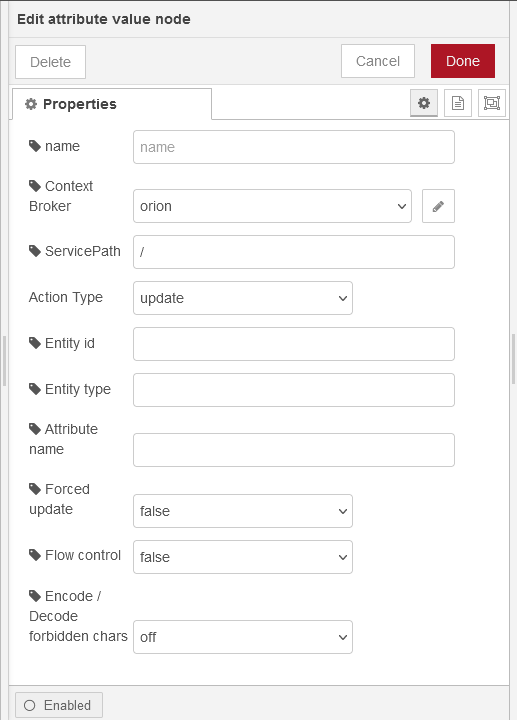 Edit attribute value node
Delete
Cancel
Done
Properties
name
name
Context
Broker
orion
ServicePath
/
Action Type
update
Entity id
Entity type
Attribute
name
Forced
update
false
Flow control
false
Encode /
Decode
forbidden chars
off
Enabled